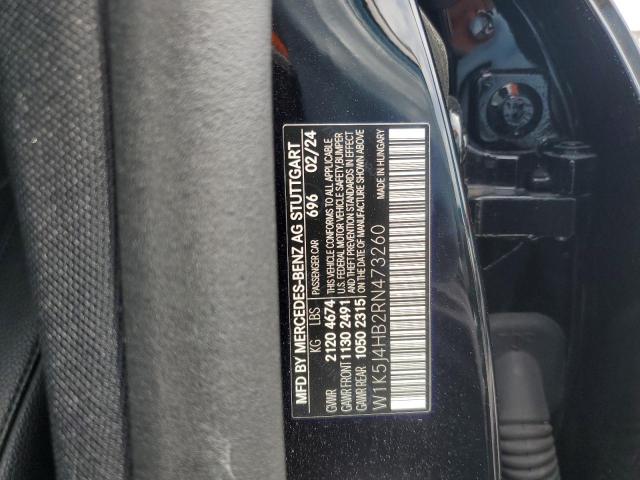 MFD BY MERCEDES-BENZ AG STUTTGART
PASSENGER CAR 696 02/24
KG LBS
GVWR 2120 4674
GAWR FRONT 1130 2491
GAWR REAR 1050 2315
THIS VEHICLE CONFORMS TO ALL APPLICABLE
U.S. FEDERAL MOTOR VEHICLE SAFETY, BUMPER
AND THEFT PREVENTION STANDARDS IN EFFECT
ON THE DATE OF MANUFACTURE SHOWN ABOVE
W1K5J4HB2RN473260 MADE IN HUNGARY